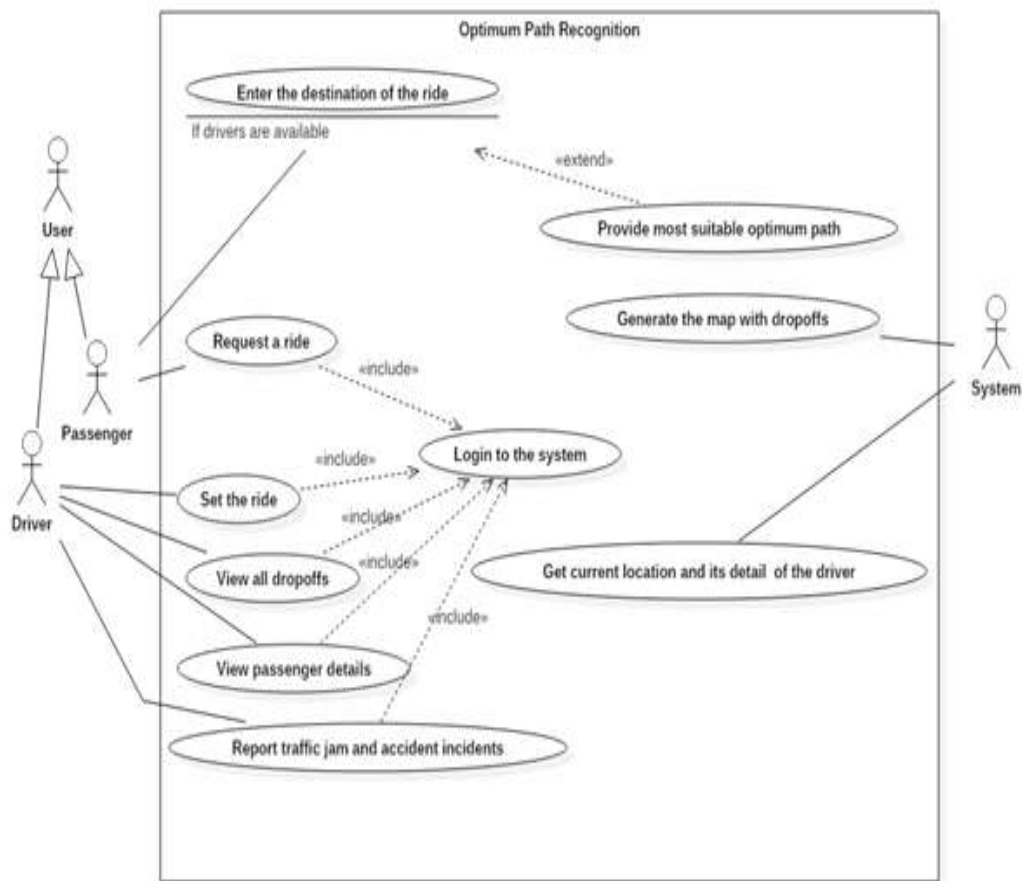 Optimum Path Recognition
Enter the destination of the ride
If drivers are available
«extend»
User
Provide most suitable optimum path
Generate the map with dropoffs
Request a ride
«include»
System
Passenger
Login to the system
«include»
Set the ride
Driver
«include»
View all dropoffs
«include»
Get current location and its detail of the driver
«include»
View passenger details
Report traffic jam and accident incidents